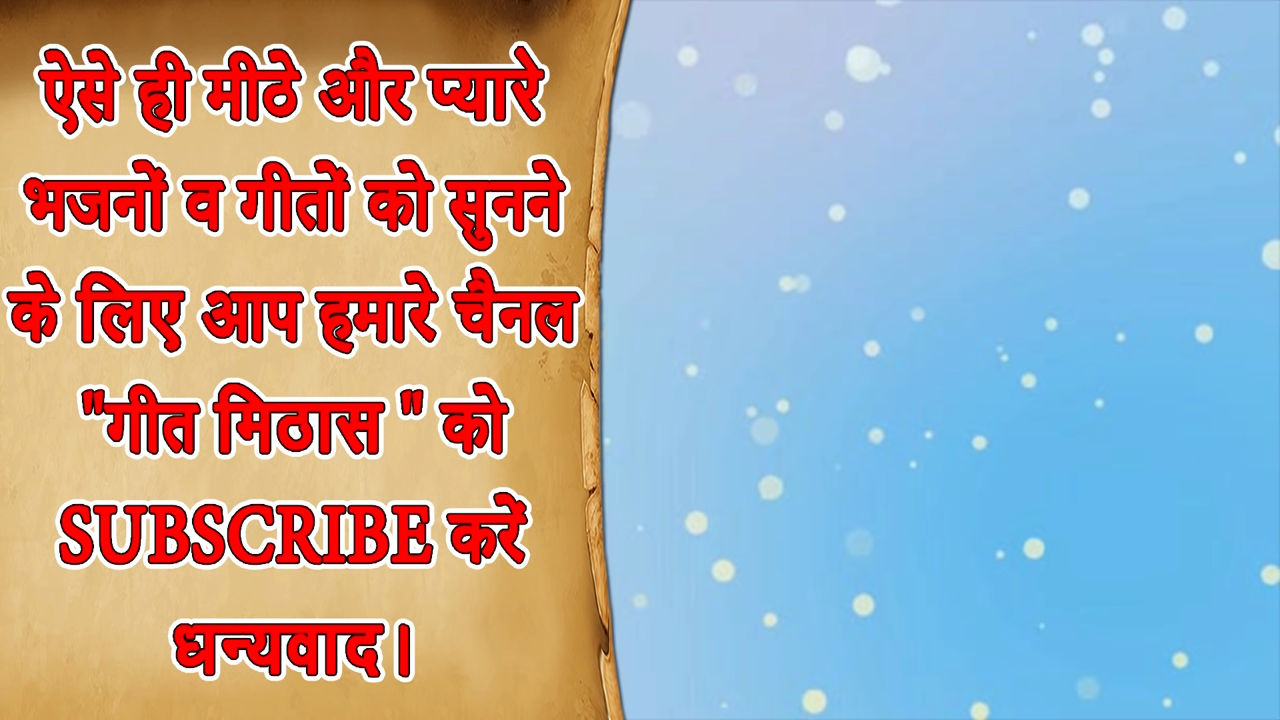 ऐसे ही मीठे और प्यारे
भजनों व गीतों को सुनने
के लिए आप हमारे चैनल
"गीत मिठास " को
SUBSCRIBE करें
धन्यवाद।